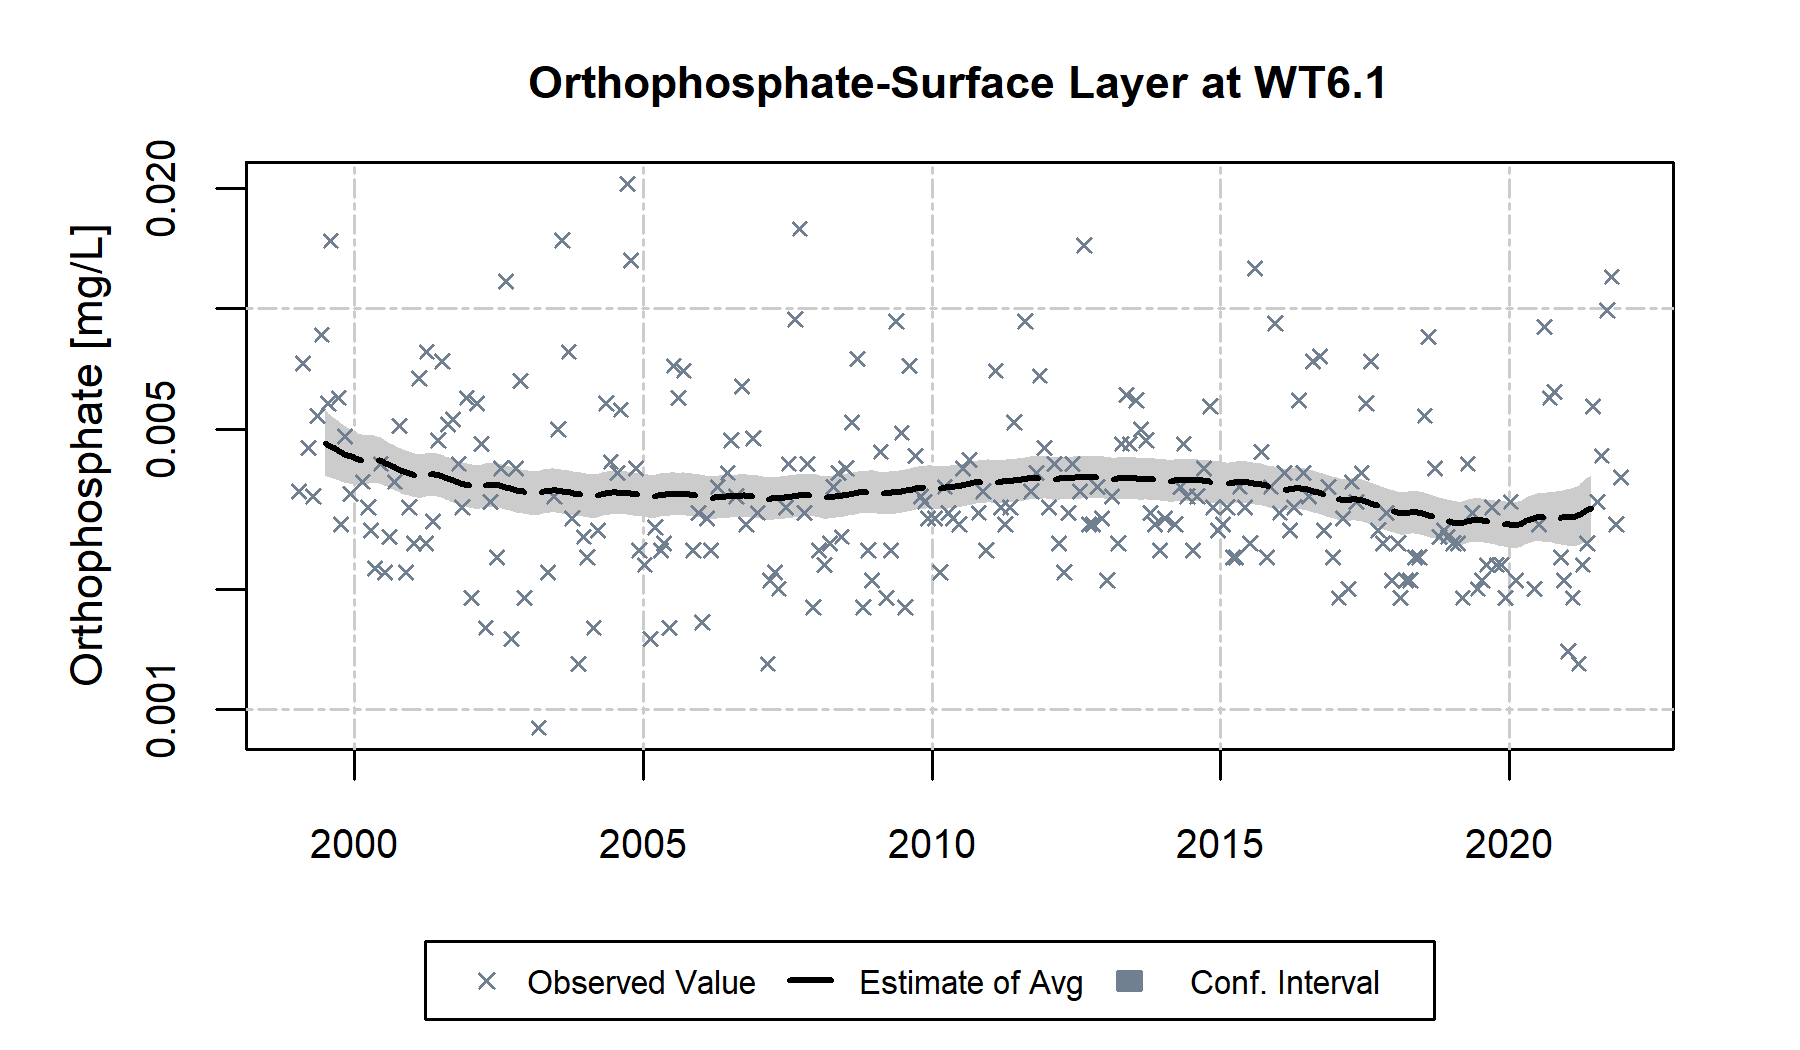 Orthophosphate-Surface Layer at WT6.1
Orthophosphate [mg/L]
0.020
0.005
0.001
2000 2005 2010 2015 2020
Observed Value Estimate of Avg Conf. Interval